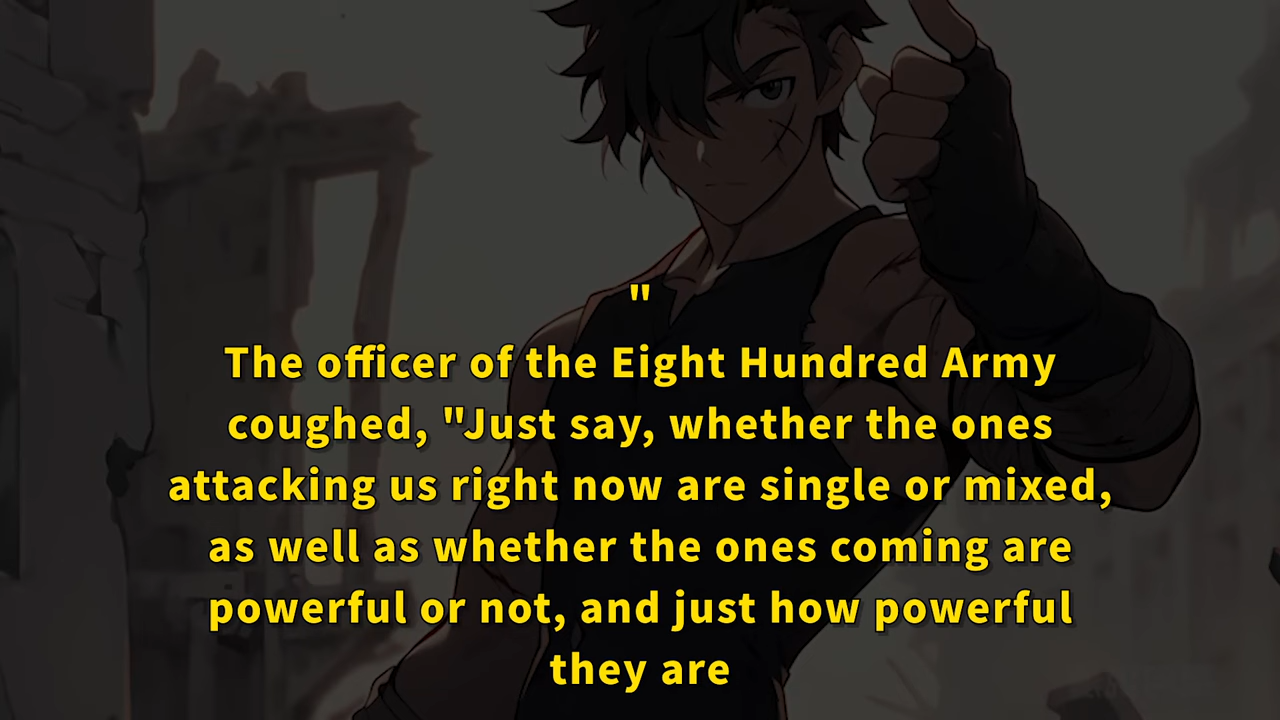 "
The officer of the Eight Hundred Army
coughed, "Just say, whether the ones
attacking us right now are single or mixed,
as well as whether the ones coming are
powerful or not, and just how powerful
they are